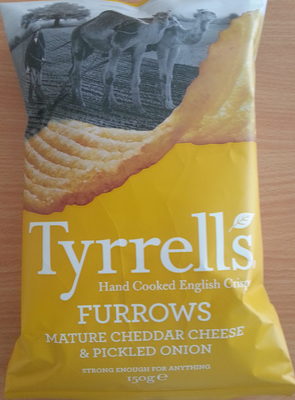 Tyrrells
Hand Cooked English Crisps
FURROWS
MATURE CHEDDAR CHEESE
& PICKLED ONION
STRONG ENOUGH FOR ANYTHING
150g e